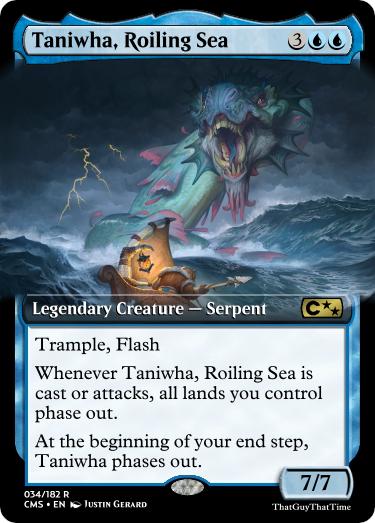 Taniwha, Roiling Sea 3
Legendary Creature — Serpent C
Trample, Flash
Whenever Taniwha, Roiling Sea is
cast or attacks, all lands you control
phase out.
At the beginning of your end step,
Taniwha phases out.
7/7
034/182 R
CMS • EN Justin Gerard
ThatGuyThatTime